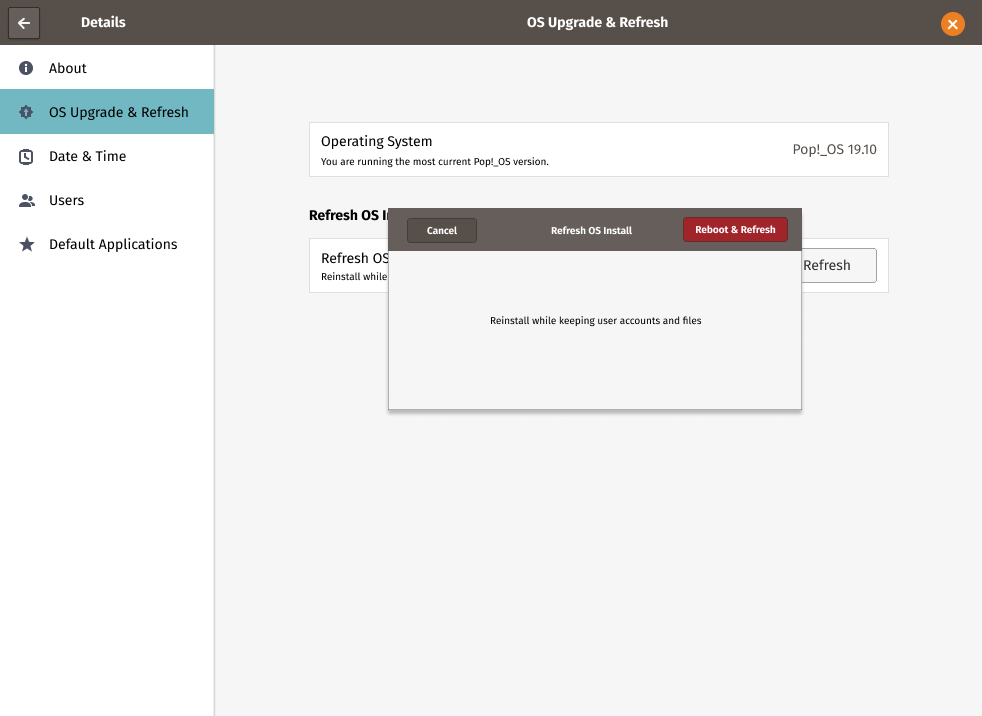 Details
OS Upgrade & Refresh
About
OS Upgrade & Refresh
Date & Time
Users
Default Applications
Operating System
You are running the most current Pop!_OS version.
Pop!_OS 19.10
Refresh OS
Refresh OS
Reinstall while
Refresh
Cancel
Refresh OS Install
Reboot & Refresh
Reinstall while keeping user accounts and files